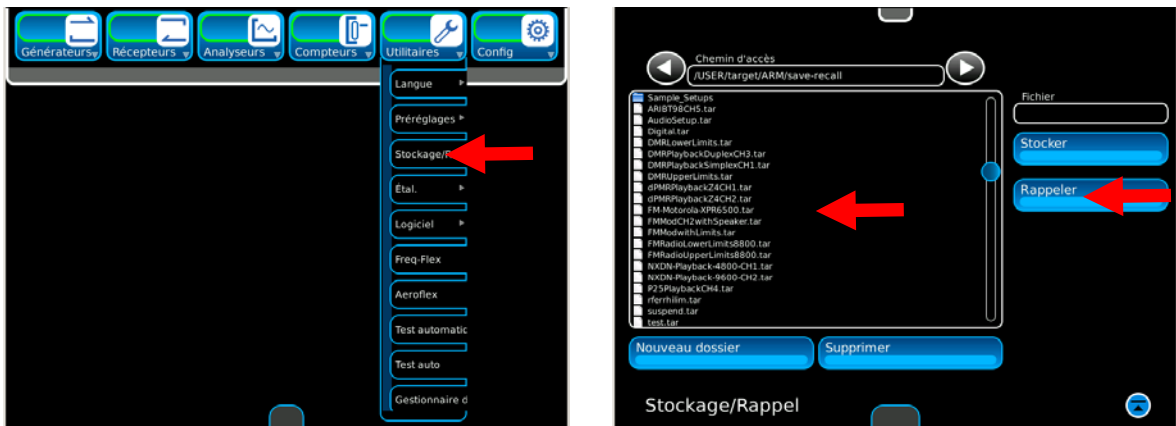 Générateurs
Récepteurs
Analyseurs
Compteurs
Utilitaires
Config
Langue
Préréglages
Stockage/R
Étal.
Logiciel
Freq-Flex
Aeroflex
Test automatic
Test auto
Gestionnaire d
Chemin d'accès
/USER/target/ARM/save-recall
Sample_Setups
ARIBT98CH5.tar
AudioSetup.tar
Digital.tar
DMRLowerLimits.tar
DMRPlaybackDuplexCH3.tar
DMRPlaybackSimplexCH1.tar
DMRUpperLimits.tar
dPMRPlaybackZ4CH1.tar
dPMRPlaybackZ4CH2.tar
FM-Motorola-XPR6500.tar
FMModCH2withSpeaker.tar
FMModwithLimits.tar
FMRadioLowerLimits8800.tar
FMRadioUpperLimits8800.tar
NXDN-Playback-4800-CH1.tar
NXDN-Playback-9600-CH2.tar
P25PlaybackCH4.tar
rferrhilim.tar
suspend.tar
test.tar
Fichier
Stocker
Rappeler
Nouveau dossier
Supprimer
Stockage/Rappel